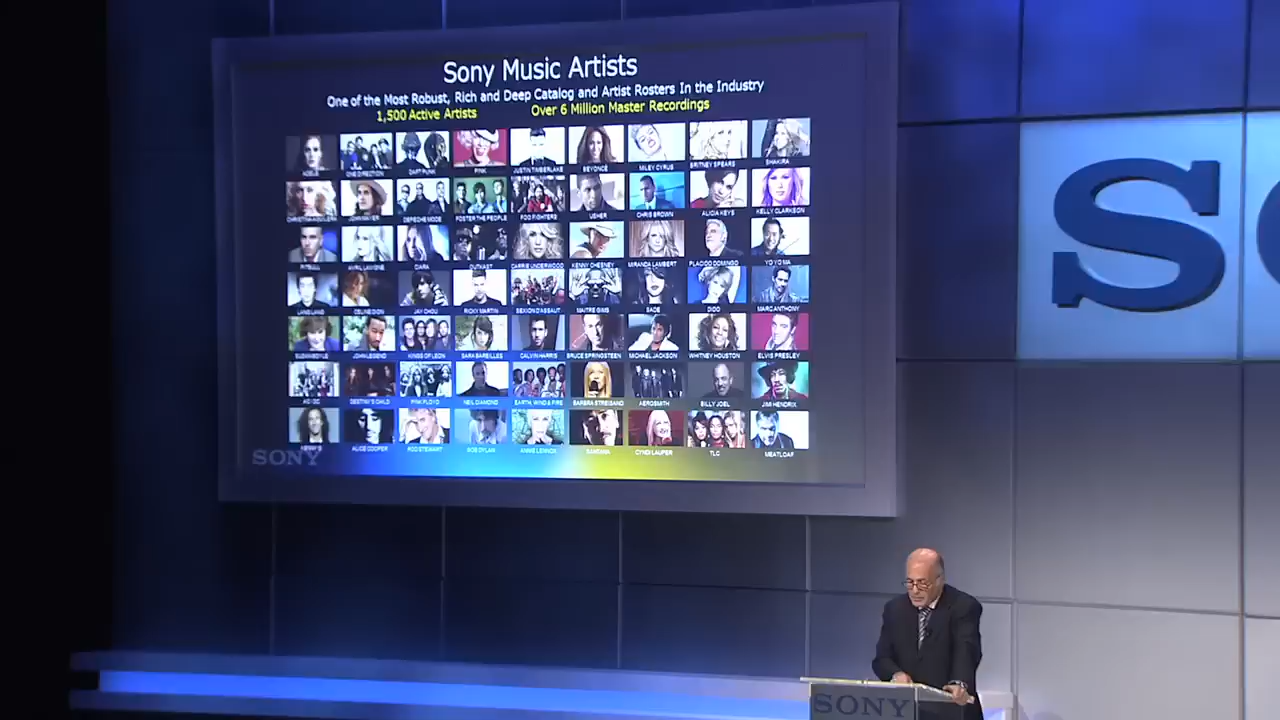 Sony Music Artists
One of the Most Robust, Rich and Deep Catalog and Artist Rosters In the Industry
1,500 Active Artists Over 6 Million Master Recordings
ADELE ONE DIRECTION DAFT PUNK PINK JUSTIN TIMBERLAKE BEYONCE MILEY CYRUS BRITNEY SPEARS SHAKIRA
CHRISTINA AGUILERA JOHN MAYER DEPECHE MODE FOSTER THE PEOPLE FOO FIGHTERS USHER CHRIS BROWN ALICIA KEYS KELLY CLARKSON
PITBULL AVRIL LAVIGNE CIARA OUTKAST CARRIE UNDERWOOD KENNY CHESNEY MIRANDA LAMBERT PLACIDO DOMINGO YO YO MA
LANG LANG CELINE DION JAY CHOU RICKY MARTIN SEXION D'ASSAUT MAITRE GIMS SADE DIDO MARC ANTHONY
SUSAN BOYLE JOHN LEGEND KINGS OF LEON SARA BAREILLES CALVIN HARRIS BRUCE SPRINGSTEEN MICHAEL JACKSON WHITNEY HOUSTON ELVIS PRESLEY
AC/DC DESTINY'S CHILD PINK FLOYD NEIL DIAMOND EARTH, WIND & FIRE BARBRA STREISAND AEROSMITH BILLY JOEL JIMI HENDRIX
KENNY G ALICE COOPER ROD STEWART BOB DYLAN ANNIE LENNOX SANTANA CYNDI LAUPER TLC MEATLOAF
SONY
SO
SONY